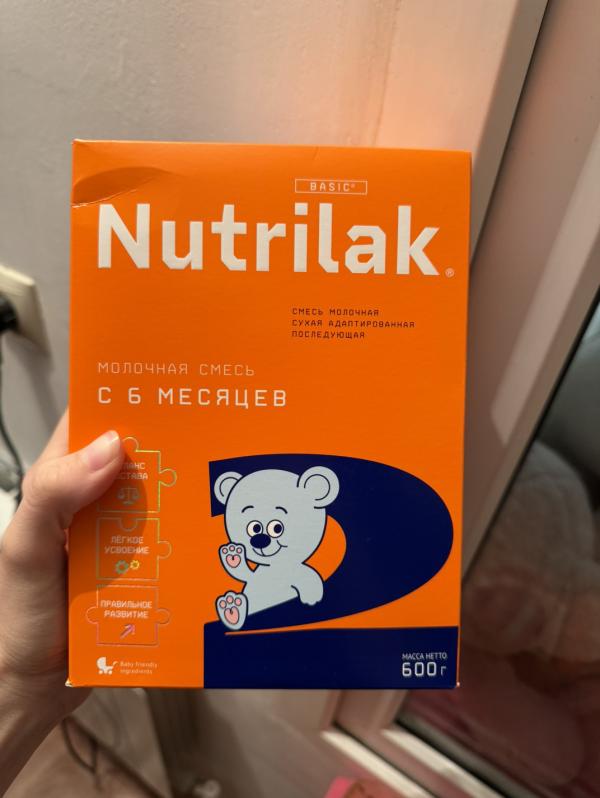 BASIC®
Nutrilak®
СМЕСЬ МОЛОЧНАЯ
СУХАЯ АДАПТИРОВАННАЯ
ПОСЛЕДУЮЩАЯ
МОЛОЧНАЯ СМЕСЬ
С 6 МЕСЯЦЕВ
ЛЁГКОЕ
УСВОЕНИЕ
ПРАВИЛЬНОЕ
РАЗВИТИЕ
2
Baby friendly
ingredients
МАССА НЕТТО
600 г